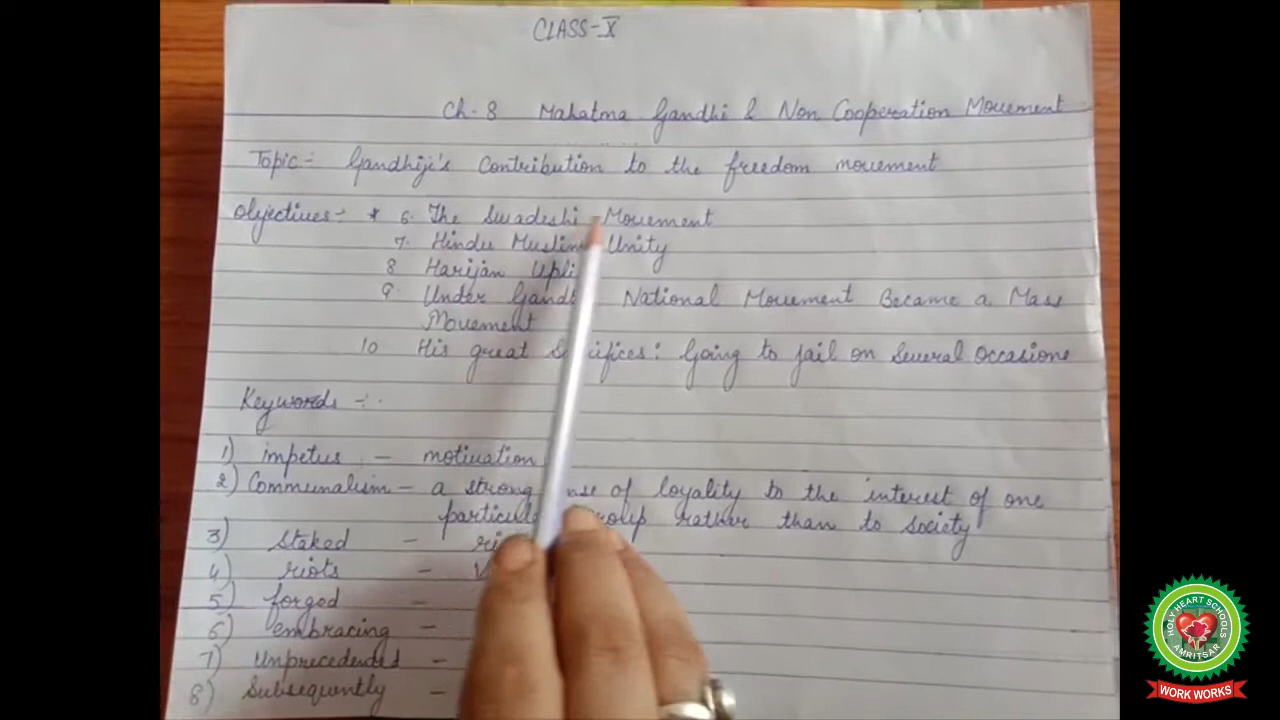 CLASS-X
Ch-8 Mahatma Gandhi & Non Cooperation Movement
Topic:- Gandhiji's Contribution to the freedom movement
Objectives:- * 6. The Swadeshi Movement
7. Hindu Muslim Unity
8 Harijan
9. Under National Movement Became a Mass
Movement
10 His great : Going to jail on Several Occasions
Keywords -:
1) impetus - motivation
2) Communalism - a strong of loyality to the interest of one
rather than to society
3) staked -
4) riots -
5) forged -
6) embracing -
7) Unprecedended -
8) Subsequently -
HOLY HEART SCHOOLS
AMRITSAR
WORK WORKS